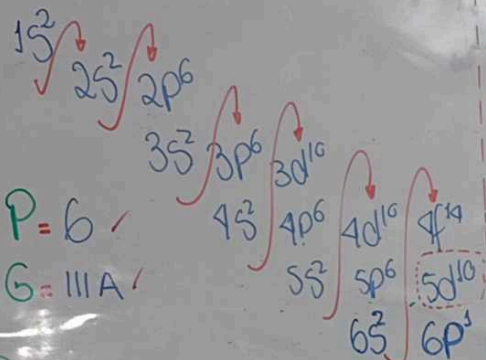 1S²
2S² 2p⁶
3S² 3p⁶ 3d¹⁰
P = 6 4S² 4p⁶ 4d¹⁰ 4f¹⁴
G = IIIA 5S² 5p⁶ 5d¹⁰
6S² 6p¹